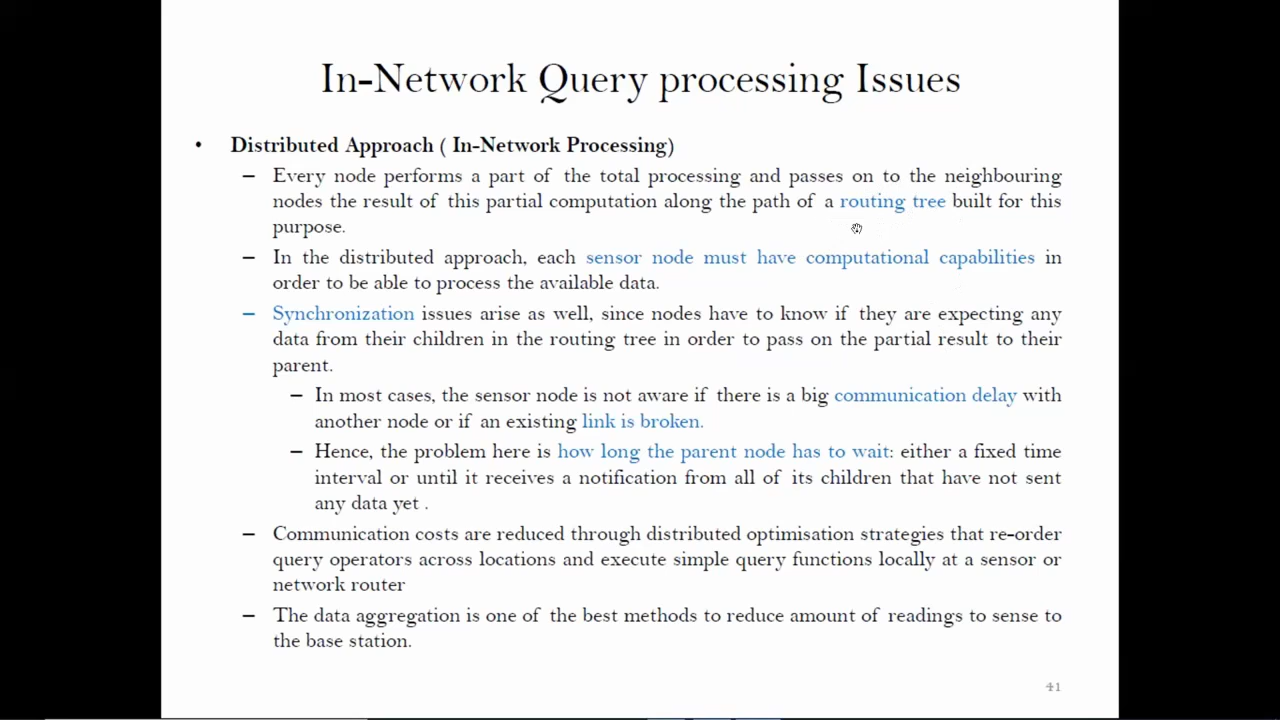 In-Network Query processing Issues
• Distributed Approach ( In-Network Processing)
– Every node performs a part of the total processing and passes on to the neighbouring
nodes the result of this partial computation along the path of a routing tree built for this
purpose.
– In the distributed approach, each sensor node must have computational capabilities in
order to be able to process the available data.
– Synchronization issues arise as well, since nodes have to know if they are expecting any
data from their children in the routing tree in order to pass on the partial result to their
parent.
– In most cases, the sensor node is not aware if there is a big communication delay with
another node or if an existing link is broken.
– Hence, the problem here is how long the parent node has to wait: either a fixed time
interval or until it receives a notification from all of its children that have not sent
any data yet .
– Communication costs are reduced through distributed optimisation strategies that re-order
query operators across locations and execute simple query functions locally at a sensor or
network router
– The data aggregation is one of the best methods to reduce amount of readings to sense to
the base station.
41